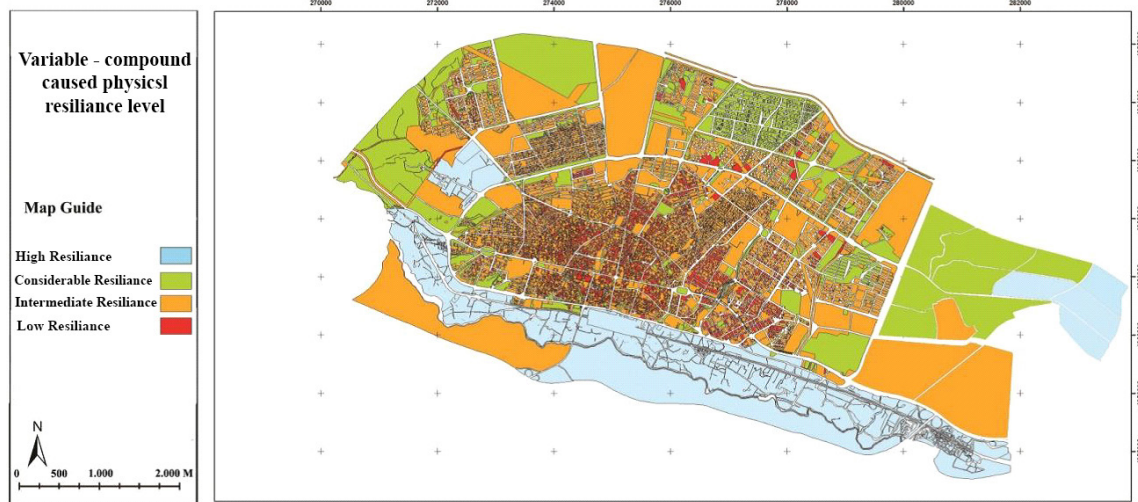 270000 272000 274000 276000 278000 280000 282000
Variable - compound
caused physicsl
resiliance level
Map Guide
High Resiliance
Considerable Resiliance
Intermediate Resiliance
Low Resiliance
N
0 500 1.000 2.000 M